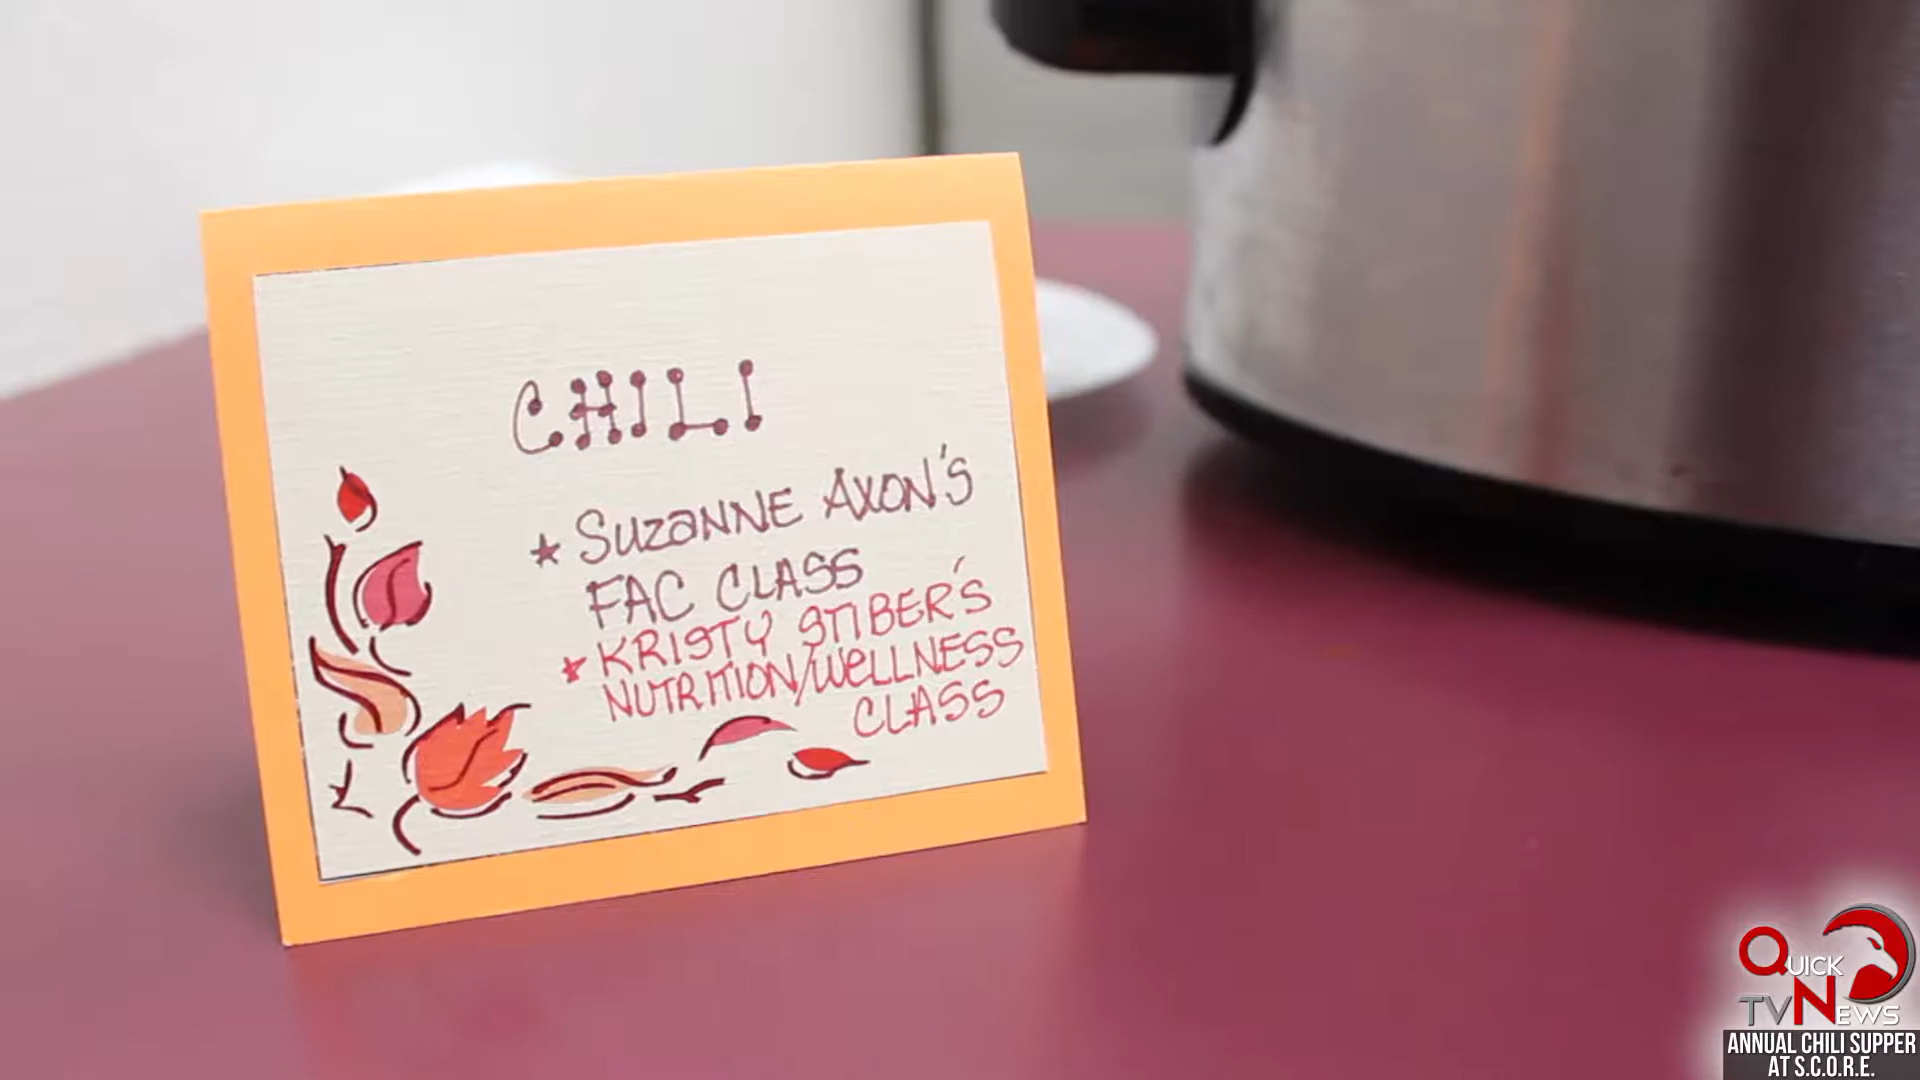 CHILI
★ SUZANNE AXON'S
FAC CLASS
★ KRISTY STIBER'S
NUTRITION/WELLNESS
CLASS
QUICK
TV NEWS
ANNUAL CHILI SUPPER
AT S.C.O.R.E.